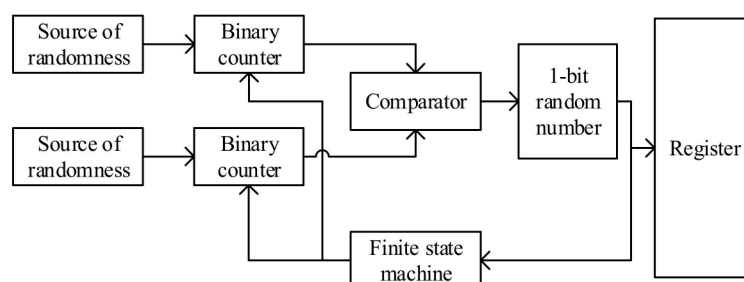 Source of
randomness
Binary
counter
Comparator
1-bit
random
number
Register
Source of
randomness
Binary
counter
Finite state
machine